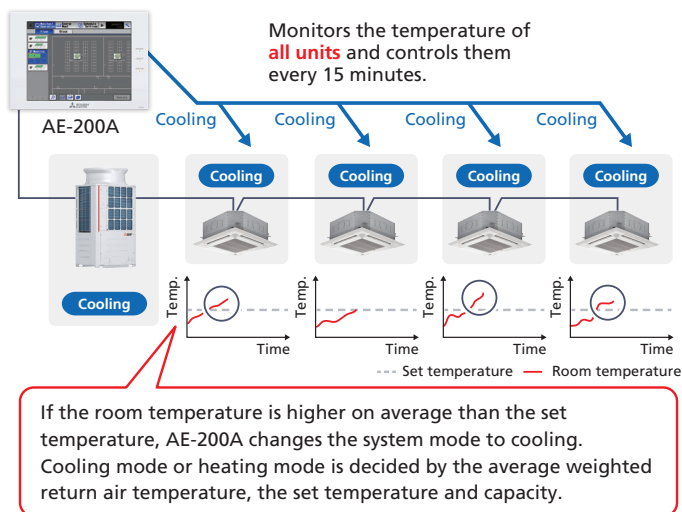 Monitors the temperature of
all units and controls them
every 15 minutes.
AE-200A
Cooling
Cooling
Cooling
Cooling
Cooling
Cooling
Cooling
Cooling
Cooling
Temp.
Time
Temp.
Time
Temp.
Time
Temp.
Time
Set temperature
Room temperature
If the room temperature is higher on average than the set
temperature, AE-200A changes the system mode to cooling.
Cooling mode or heating mode is decided by the average weighted
return air temperature, the set temperature and capacity.